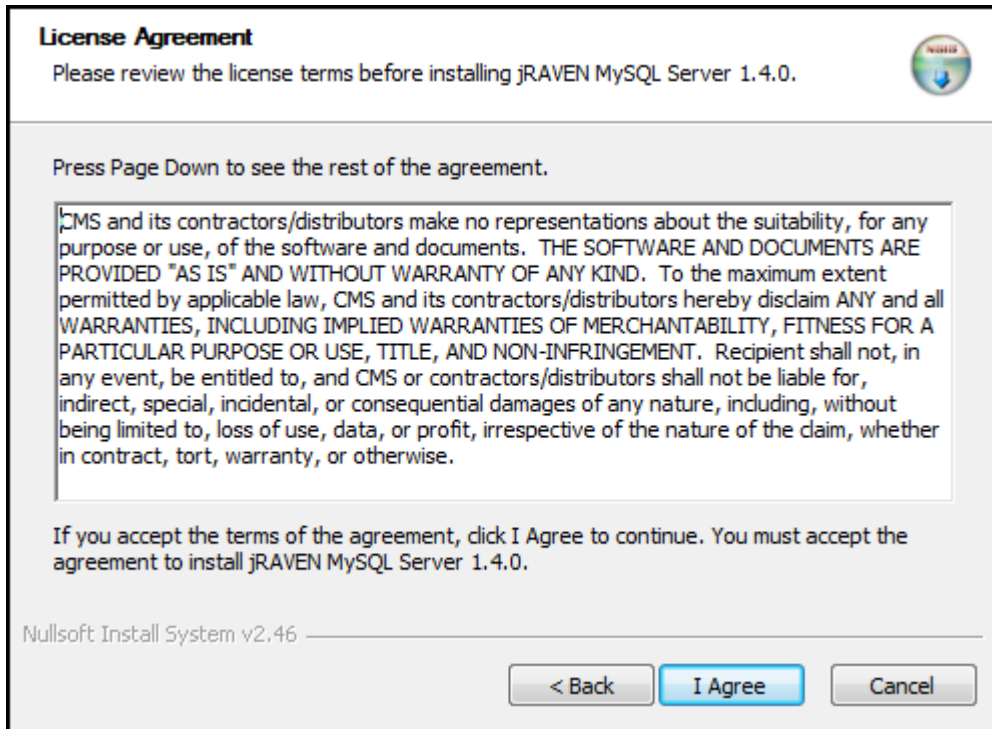 License Agreement
Please review the license terms before installing jRAVEN MySQL Server 1.4.0.
NSIS
Press Page Down to see the rest of the agreement.
CMS and its contractors/distributors make no representations about the suitability, for any
purpose or use, of the software and documents.  THE SOFTWARE AND DOCUMENTS ARE
PROVIDED "AS IS" AND WITHOUT WARRANTY OF ANY KIND.  To the maximum extent
permitted by applicable law, CMS and its contractors/distributors hereby disclaim ANY and all
WARRANTIES, INCLUDING IMPLIED WARRANTIES OF MERCHANTABILITY, FITNESS FOR A
PARTICULAR PURPOSE OR USE, TITLE, AND NON-INFRINGEMENT.  Recipient shall not, in
any event, be entitled to, and CMS or contractors/distributors shall not be liable for,
indirect, special, incidental, or consequential damages of any nature, including, without
being limited to, loss of use, data, or profit, irrespective of the nature of the claim, whether
in contract, tort, warranty, or otherwise.
If you accept the terms of the agreement, click I Agree to continue. You must accept the
agreement to install jRAVEN MySQL Server 1.4.0.
Nullsoft Install System v2.46
< Back
I Agree
Cancel